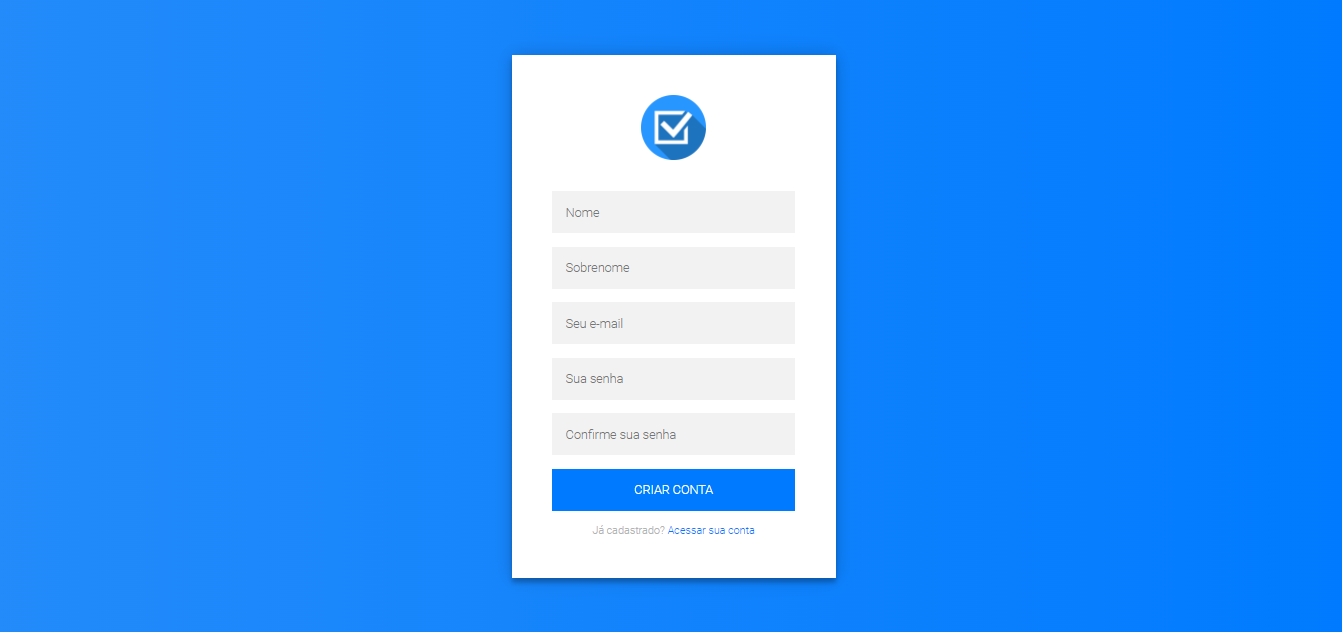 Nome
Sobrenome
Seu e-mail
Sua senha
Confirme sua senha
CRIAR CONTA
Já cadastrado? Acessar sua conta